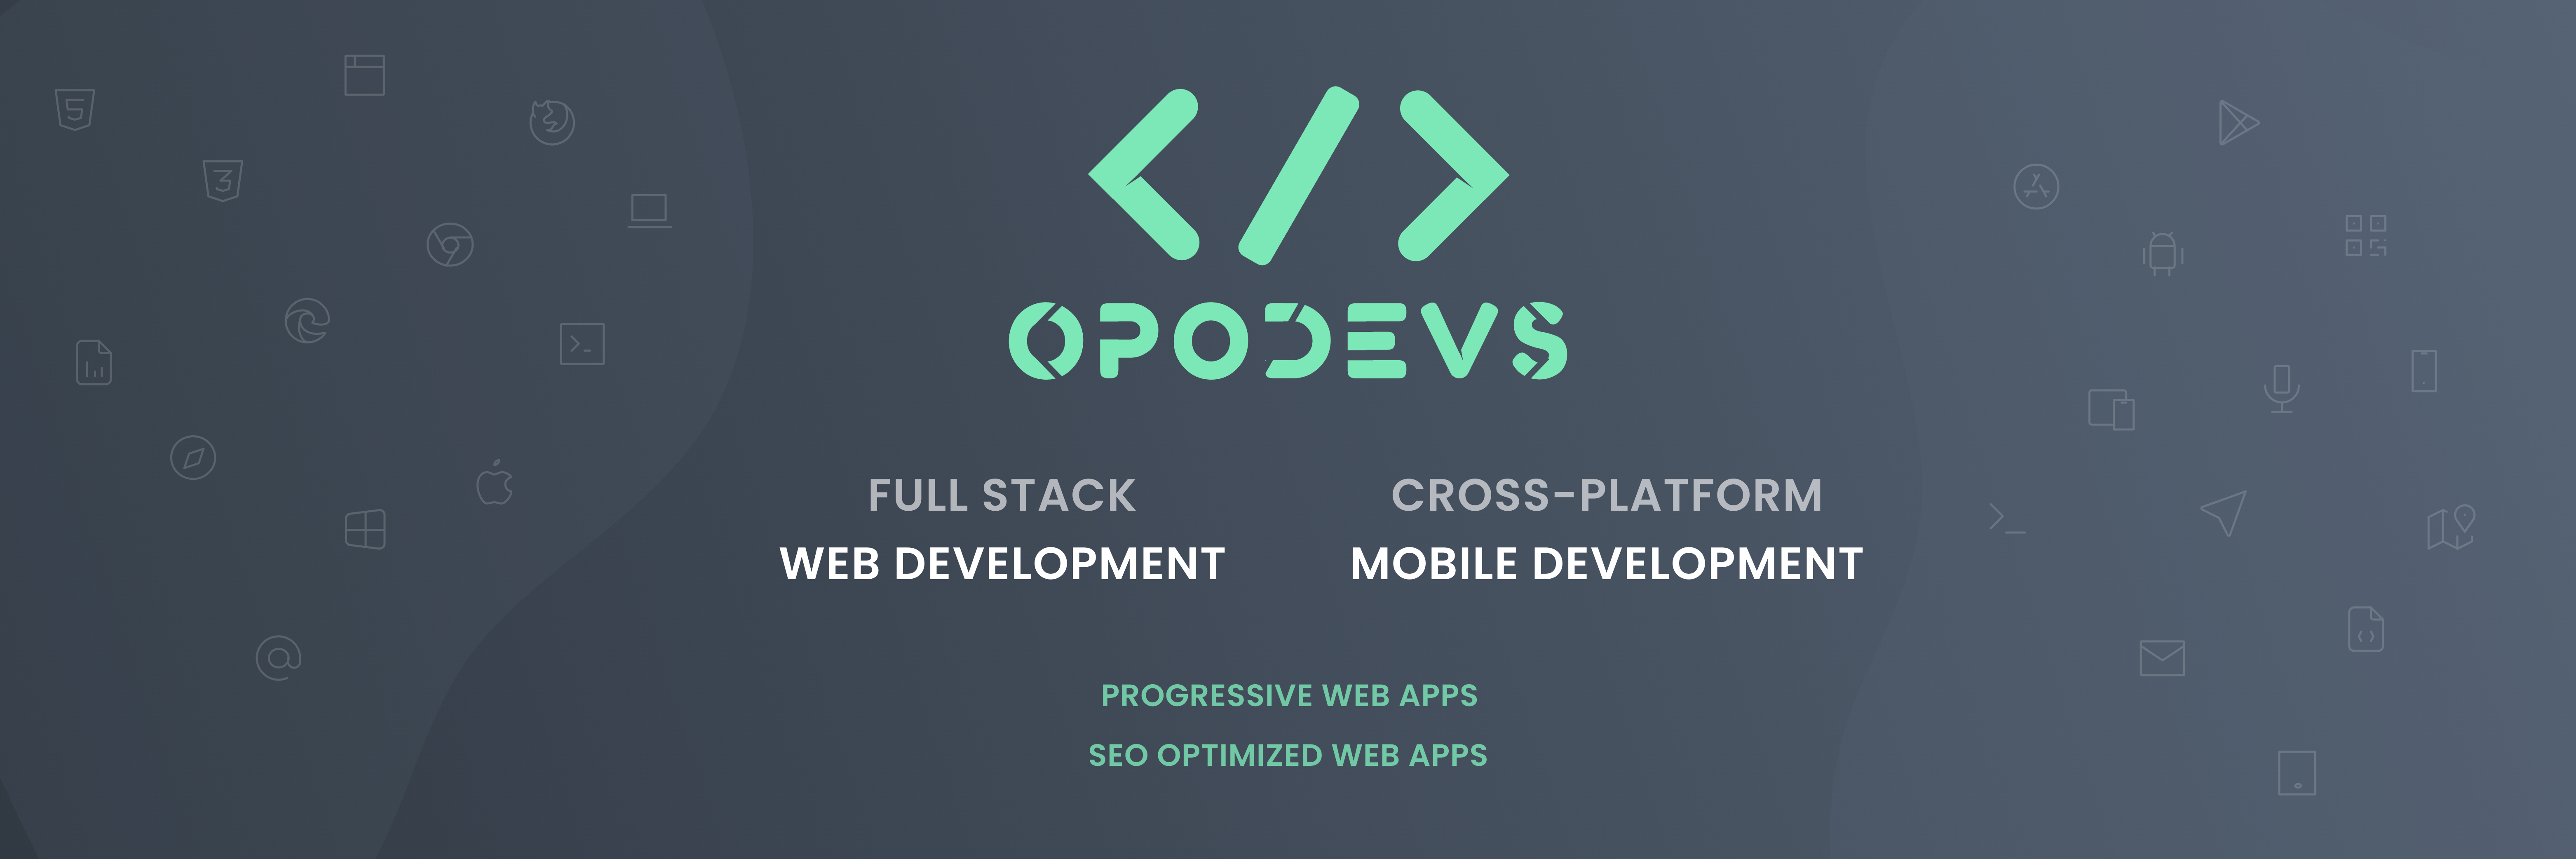 </>
OPODEVS
FULL STACK
WEB DEVELOPMENT
CROSS-PLATFORM
MOBILE DEVELOPMENT
PROGRESSIVE WEB APPS
SEO OPTIMIZED WEB APPS